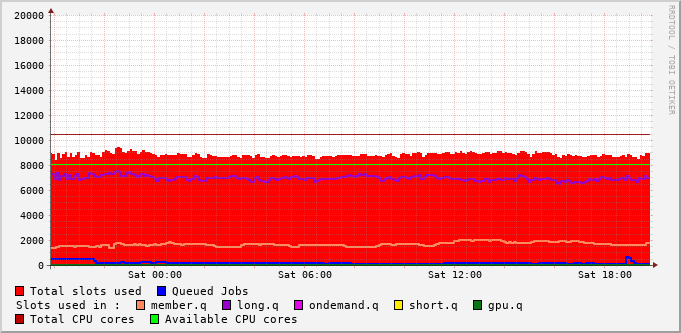 RRDTOOL / TOBI OETIKER
20000
18000
16000
14000
12000
10000
8000
6000
4000
2000
0
Sat 00:00 Sat 06:00 Sat 12:00 Sat 18:00
Total slots used Queued Jobs
Slots used in : member.q long.q ondemand.q short.q gpu.q
Total CPU cores Available CPU cores